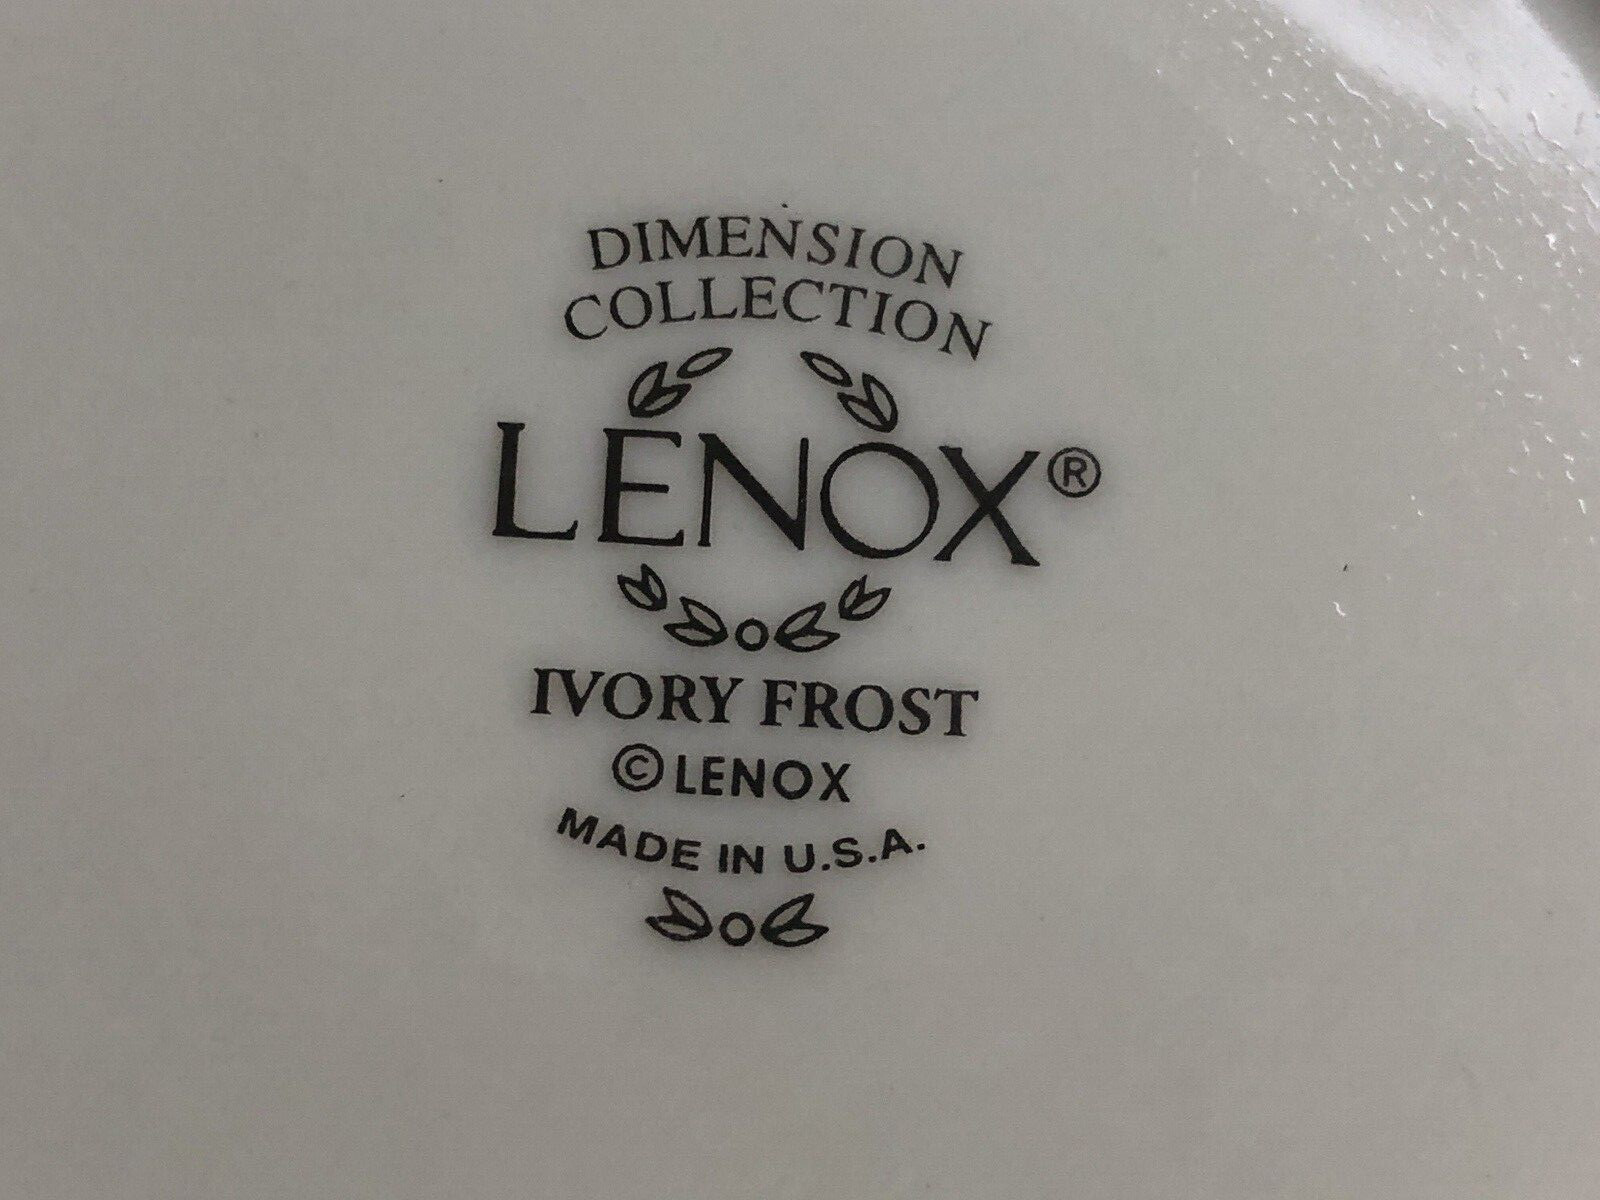 DIMENSION
COLLECTION
LENOX®
IVORY FROST
©LENOX
MADE IN U.S.A.